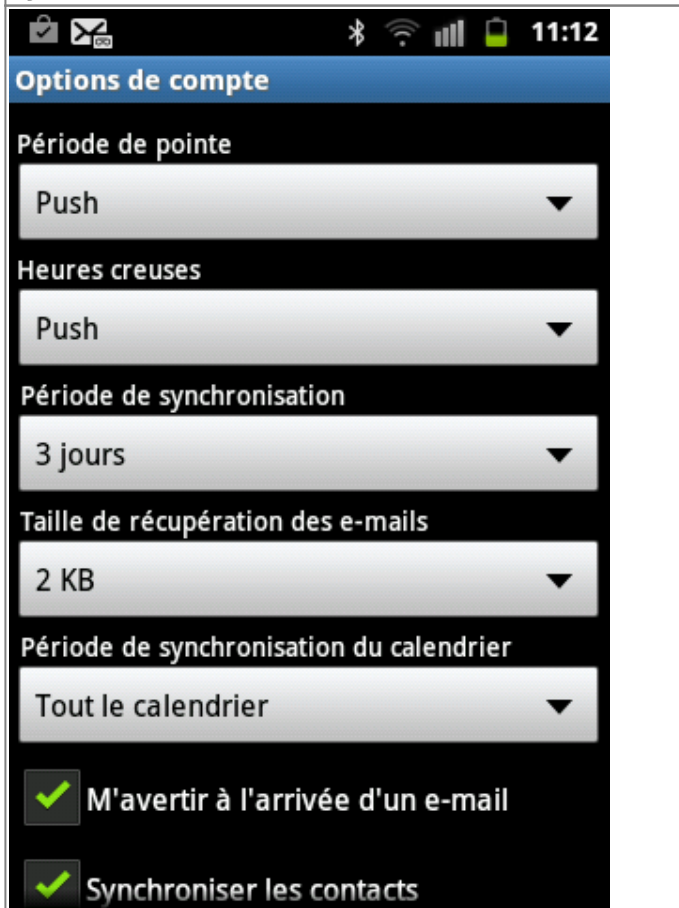 11:12
Options de compte
Période de pointe
Push
Heures creuses
Push
Période de synchronisation
3 jours
Taille de récupération des e-mails
2 KB
Période de synchronisation du calendrier
Tout le calendrier
M'avertir à l'arrivée d'un e-mail
Synchroniser les contacts